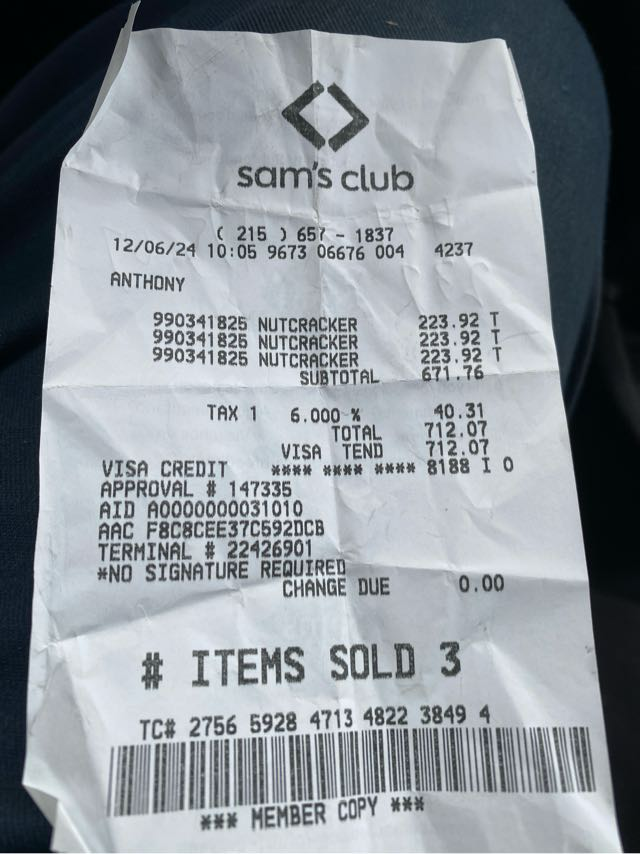 sam's club
( 215 ) 657 - 1837
12/06/24 10:05 9673 06676 004 4237
ANTHONY
990341825 NUTCRACKER 223.92 T
990341825 NUTCRACKER 223.92 T
990341825 NUTCRACKER 223.92 T
SUBTOTAL 671.76
TAX 1 6.000 % 40.31
TOTAL 712.07
VISA TEND 712.07
VISA CREDIT **** **** **** 8188 I 0
APPROVAL # 147335
AID A0000000031010
AAC F8C8CEE37C592DCB
TERMINAL # 22426901
*NO SIGNATURE REQUIRED
CHANGE DUE 0.00
# ITEMS SOLD 3
TC# 2756 5928 4713 4822 3849 4
*** MEMBER COPY ***